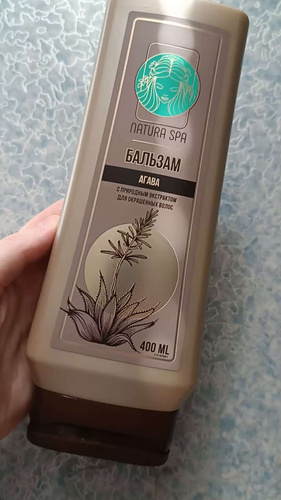 NATURA SPA
БАЛЬЗАМ
АГАВА
С ПРИРОДНЫМ ЭКСТРАКТОМ
ДЛЯ ОКРАШЕННЫХ ВОЛОС
400 ML